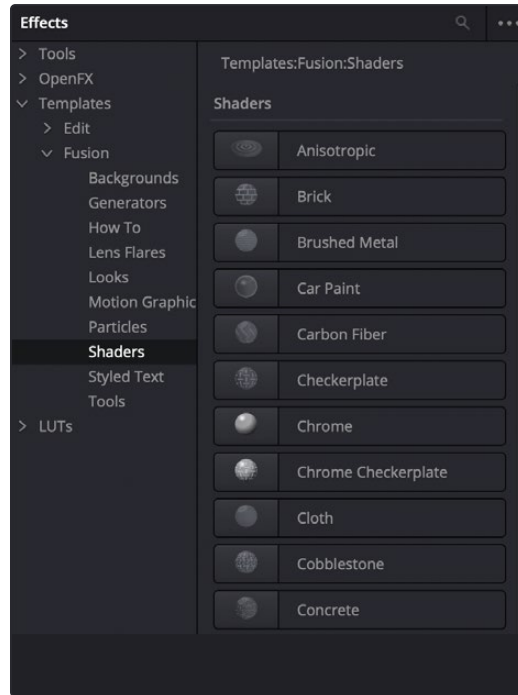 Effects
Tools
OpenFX
Templates
Edit
Fusion
Backgrounds
Generators
How To
Lens Flares
Looks
Motion Graphic
Particles
Shaders
Styled Text
Tools
LUTs
Templates:Fusion:Shaders
Shaders
Anisotropic
Brick
Brushed Metal
Car Paint
Carbon Fiber
Checkerplate
Chrome
Chrome Checkerplate
Cloth
Cobblestone
Concrete